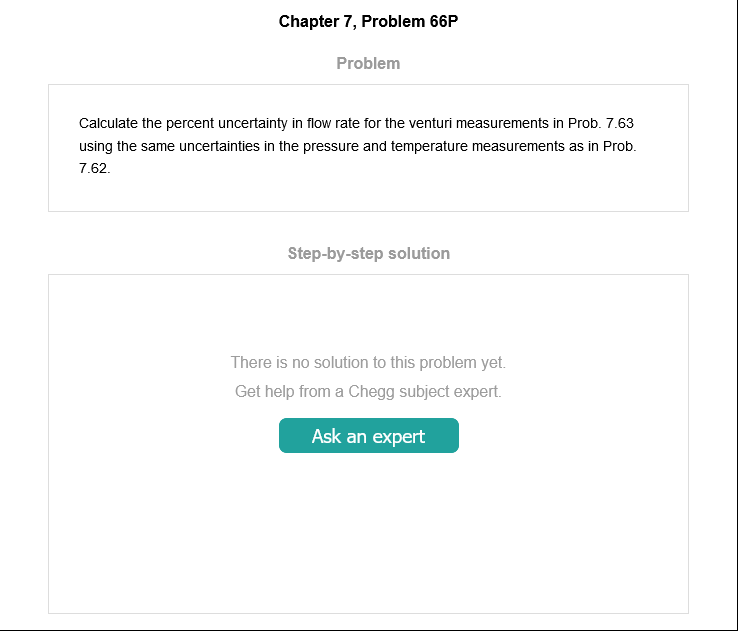 Chapter 7, Problem 66P
Problem
Calculate the percent uncertainty in flow rate for the venturi measurements in Prob. 7.63
using the same uncertainties in the pressure and temperature measurements as in Prob.
7.62.
Step-by-step solution
There is no solution to this problem yet.
Get help from a Chegg subject expert.
Ask an expert